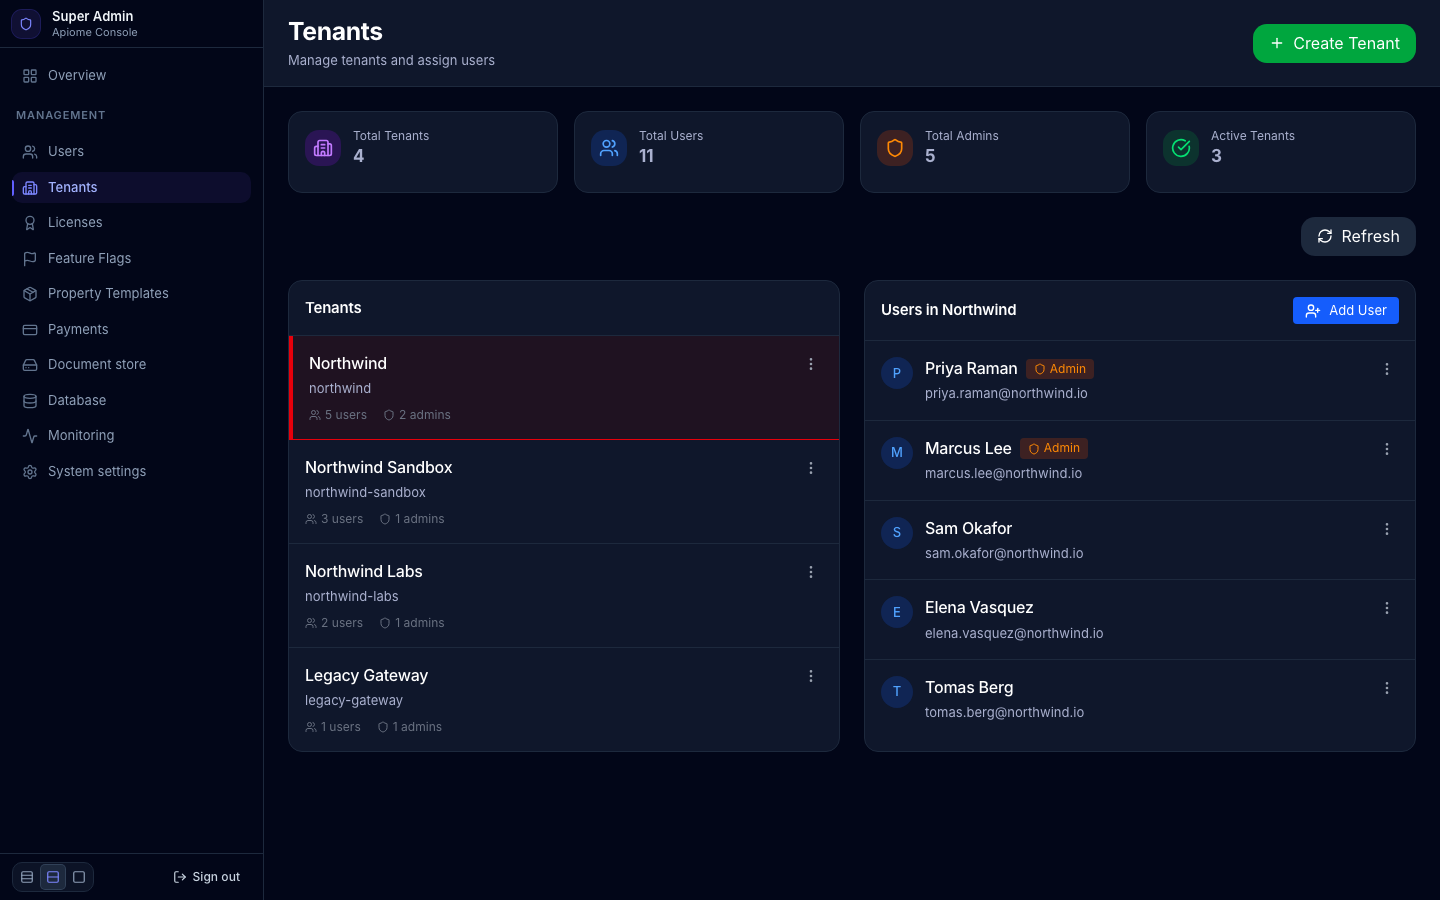 Super Admin
Apiome Console
Overview
MANAGEMENT
Users
Tenants
Licenses
Feature Flags
Property Templates
Payments
Document store
Database
Monitoring
System settings
Sign out
Tenants
Manage tenants and assign users
Create Tenant
Total Tenants
4
Total Users
11
Total Admins
5
Active Tenants
3
Refresh
Tenants
Northwind
northwind
5 users 2 admins
Northwind Sandbox
northwind-sandbox
3 users 1 admins
Northwind Labs
northwind-labs
2 users 1 admins
Legacy Gateway
legacy-gateway
1 users 1 admins
Users in Northwind
Add User
P
Priya Raman Admin
priya.raman@northwind.io
M
Marcus Lee Admin
marcus.lee@northwind.io
S
Sam Okafor
sam.okafor@northwind.io
E
Elena Vasquez
elena.vasquez@northwind.io
T
Tomas Berg
tomas.berg@northwind.io